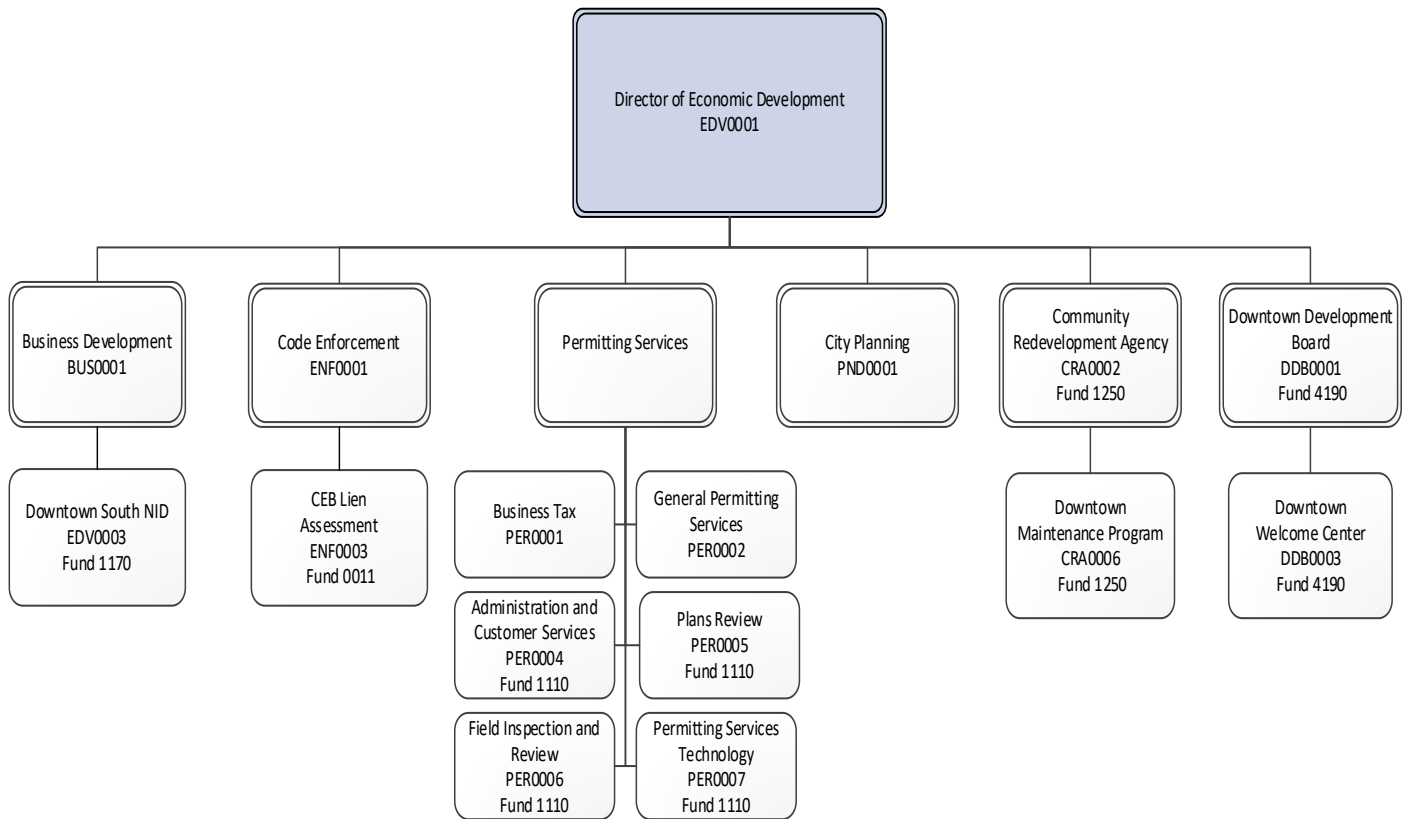 Director of Economic Development
EDV0001
Business Development
BUS0001
Code Enforcement
ENF0001
Permitting Services
City Planning
PND0001
Community
Redevelopment Agency
CRA0002
Fund 1250
Downtown Development
Board
DDB0001
Fund 4190
Downtown South NID
EDV0003
Fund 1170
CEB Lien
Assessment
ENF0003
Fund 0011
Business Tax
PER0001
General Permitting
Services
PER0002
Downtown
Maintenance Program
CRA0006
Fund 1250
Downtown
Welcome Center
DDB0003
Fund 4190
Administration and
Customer Services
PER0004
Fund 1110
Plans Review
PER0005
Fund 1110
Field Inspection and
Review
PER0006
Fund 1110
Permitting Services
Technology
PER0007
Fund 1110